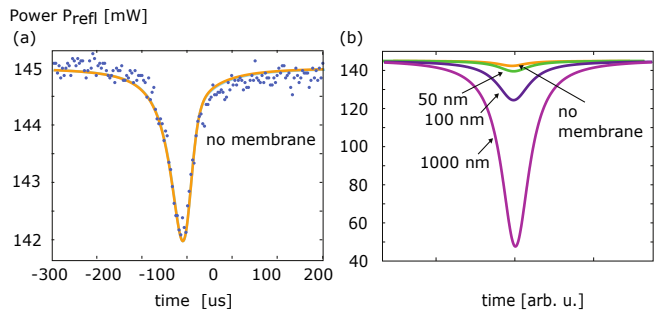 Power Prefl [mW]
(a)
(b)
145
144
143
142
no membrane
-300
-200
-100
0
100
200
time [us]
140
120
100
80
60
40
50 nm
100 nm
1000 nm
no
membrane
time [arb. u.]